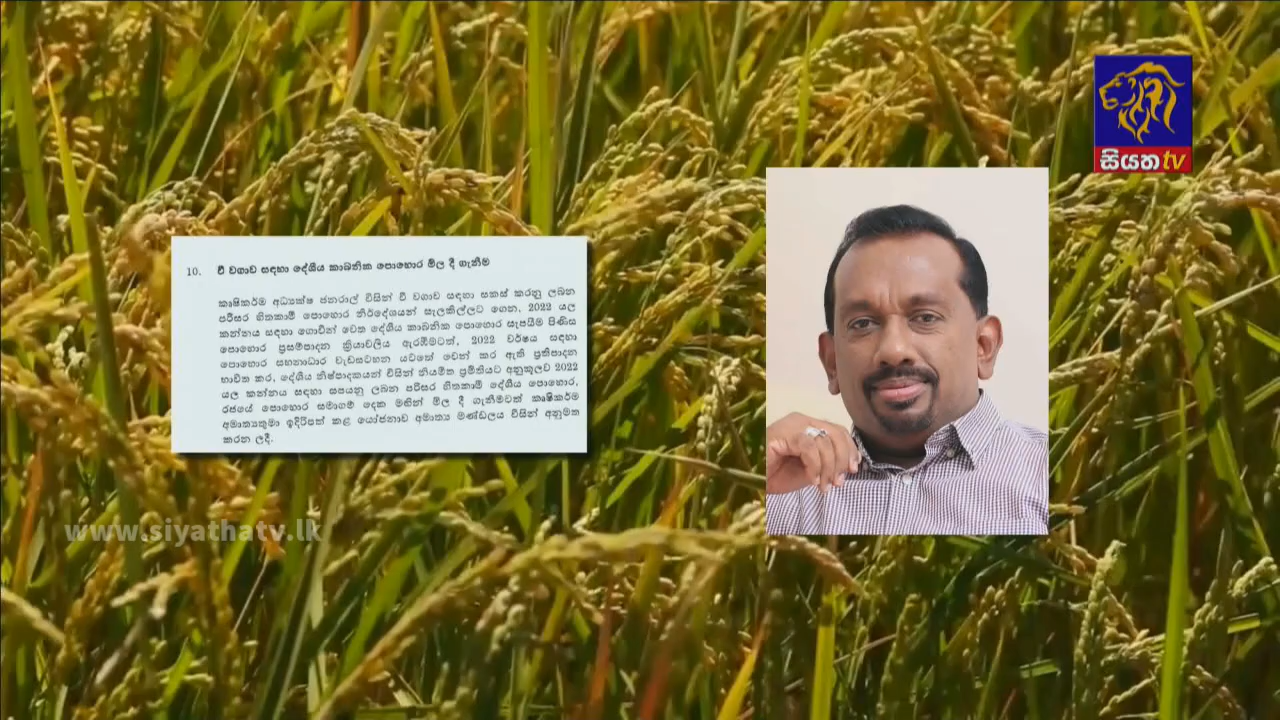 සියත tv
10. වී වගාව සඳහා දේශීය කාබනික පොහොර මිල දී ගැනීම
කෘෂිකර්ම අධ්‍යක්ෂ ජනරාල් විසින් වී වගාව සඳහා සකස් කරනු ලබන
පරිසර හිතකාමී පොහොර නිර්දේශයන් සැලකිල්ලට ගෙන, 2022 යල
කන්නය සඳහා ගොවීන් වෙත දේශීය කාබනික පොහොර සැපයීම පිණිස
පොහොර ප්‍රසම්පාදන ක්‍රියාවලිය ඇරඹීමටත්, 2022 වර්ෂය සඳහා
පොහොර සහනාධාර වැඩසටහන යටතේ වෙන් කර ඇති ප්‍රතිපාදන
භාවිත කර, දේශීය නිෂ්පාදකයන් විසින් නියමිත ප්‍රමිතියට අනුකූලව 2022
යල කන්නය සඳහා සපයනු ලබන පරිසර හිතකාමී දේශීය පොහොර,
රජයේ පොහොර සමාගම් දෙක මඟින් මිල දී ගැනීමටත් කෘෂිකර්ම
අමාත්‍යතුමා ඉදිරිපත් කළ යෝජනාව අමාත්‍ය මණ්ඩලය විසින් අනුමත
කරන ලදී.
www.siyathatv.lk